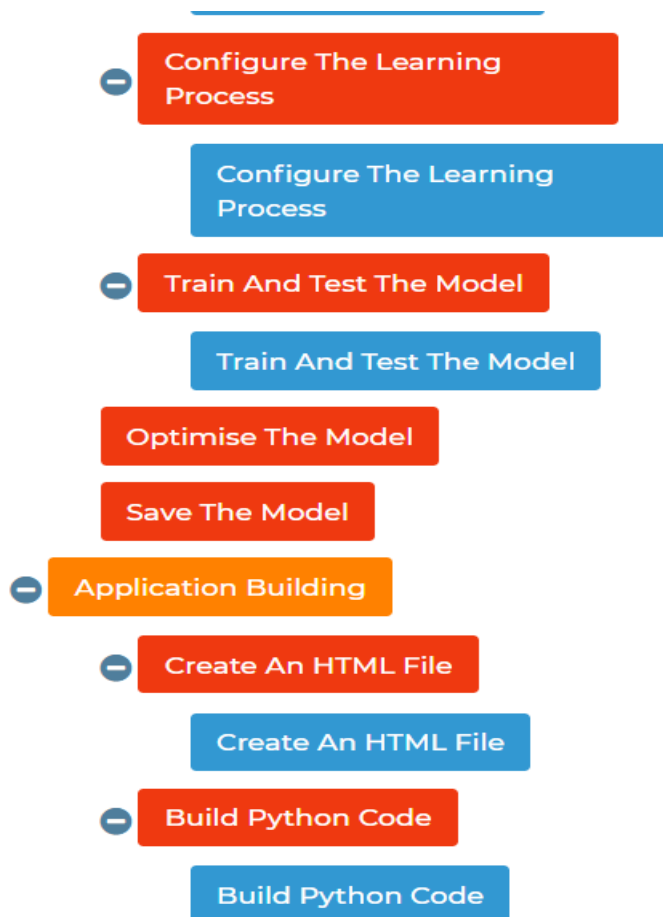 Configure The Learning
Process
Configure The Learning
Process
Train And Test The Model
Train And Test The Model
Optimise The Model
Save The Model
Application Building
Create An HTML File
Create An HTML File
Build Python Code
Build Python Code